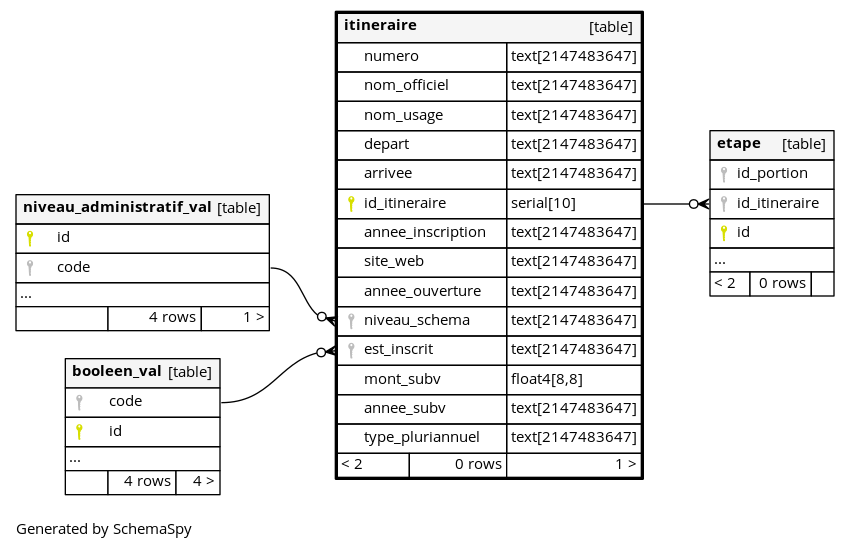 itineraire [table]
numero text[2147483647]
nom_officiel text[2147483647]
nom_usage text[2147483647]
depart text[2147483647]
arrivee text[2147483647]
id_itineraire serial[10]
annee_inscription text[2147483647]
site_web text[2147483647]
annee_ouverture text[2147483647]
niveau_schema text[2147483647]
est_inscrit text[2147483647]
mont_subv float4[8,8]
annee_subv text[2147483647]
type_pluriannuel text[2147483647]
< 2 0 rows 1 >
niveau_administratif_val [table]
id
code
...
4 rows 1 >
booleen_val [table]
code
id
...
4 rows 4 >
etape [table]
id_portion
id_itineraire
id
...
< 2 0 rows
Generated by SchemaSpy